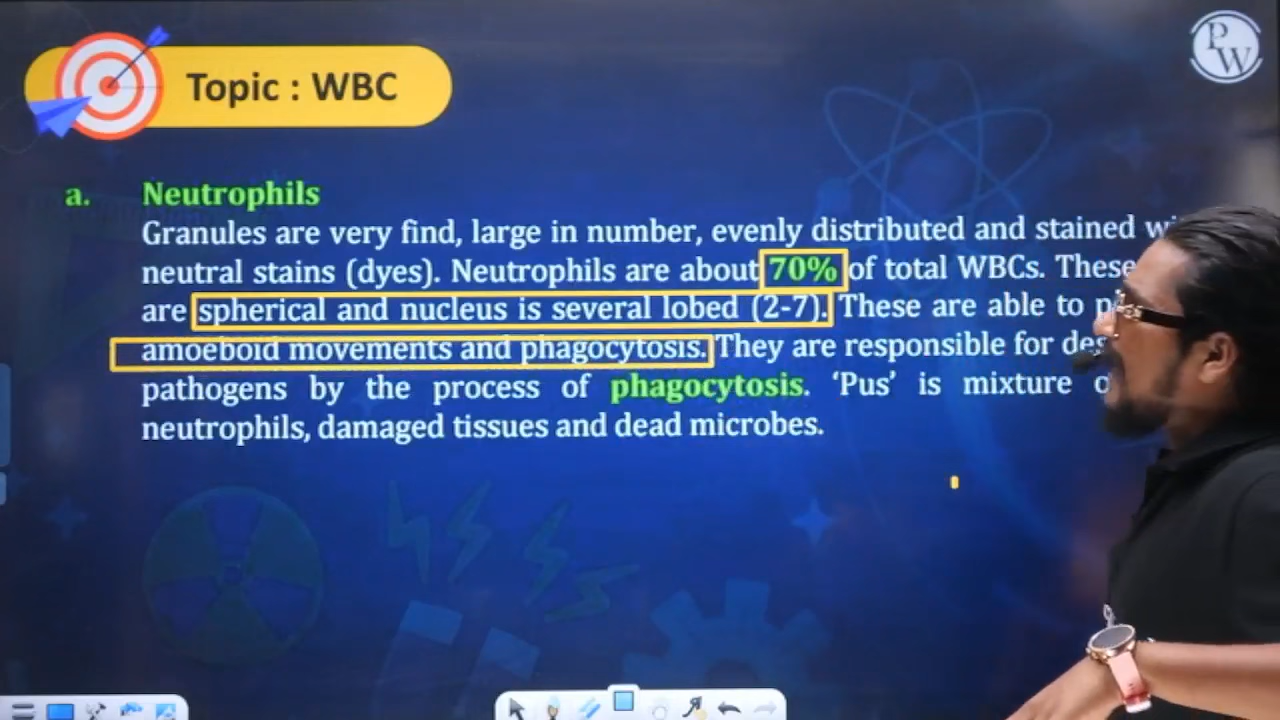 PW
Topic : WBC
a. Neutrophils
Granules are very find, large in number, evenly distributed and stained
neutral stains (dyes). Neutrophils are about 70% of total WBCs. These
are spherical and nucleus is several lobed (2-7). These are able to
amoeboid movements and phagocytosis. They are responsible for
pathogens by the process of phagocytosis. ‘Pus’ is mixture
neutrophils, damaged tissues and dead microbes.